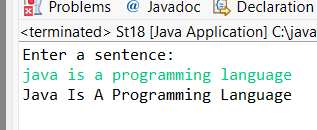 Problems @ Javadoc Declaration
<terminated> St18 [Java Application] C:\java
Enter a sentence:
java is a programming language
Java Is A Programming Language